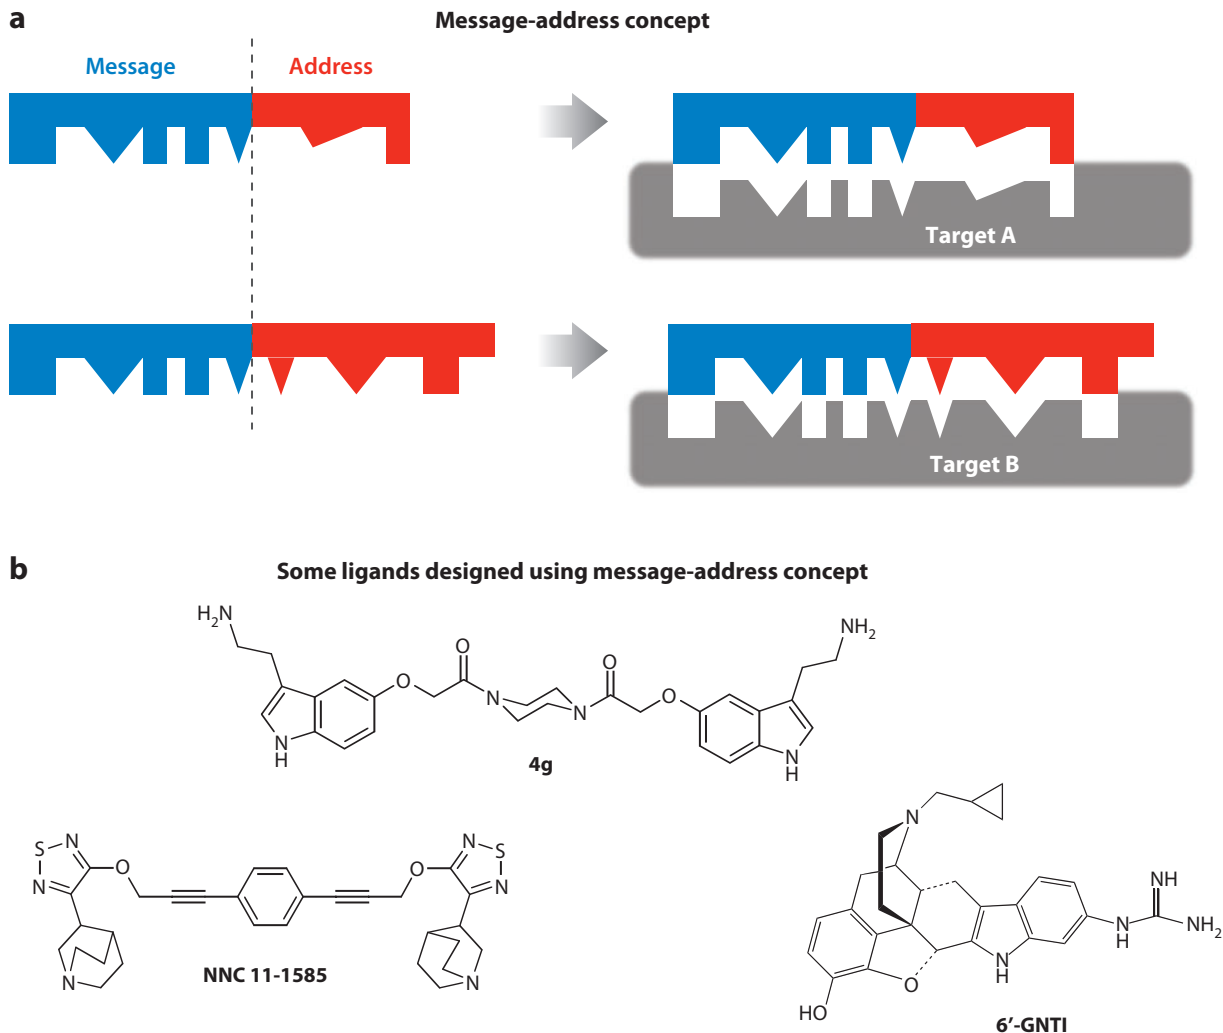 a
Message-address concept
Message
Address
Target A
Target B
b
Some ligands designed using message-address concept
H₂N
NH₂
O
O
O
N
N
O
N
H
N
H
4g
S
N
N
O
N
NNC 11-1585
O
N
S
N
N
N
NH
N
H
NH₂
N
H
O
HO
6′-GNTI